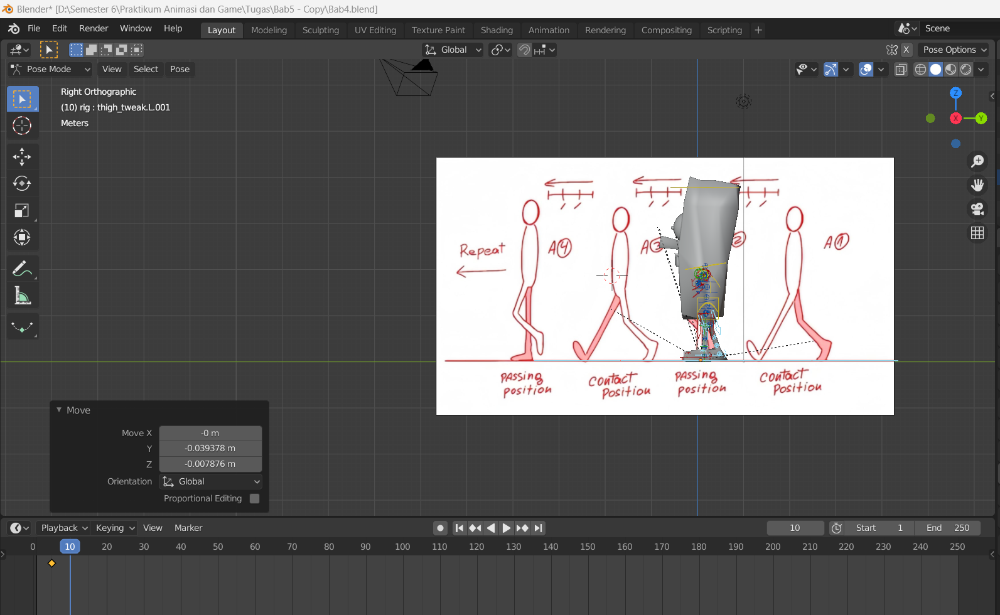 Blender* [D:\Semester 6\Praktikum Animasi dan Game\Tugas\Bab5 - Copy\Bab4.blend]
File Edit Render Window Help
Layout Modeling Sculpting UV Editing Texture Paint Shading Animation Rendering Compositing Scripting +
Scene
Global
X
Pose Options
Pose Mode View Select Pose
Right Orthographic
(10) rig : thigh_tweak.L.001
Meters
Z
X
Y
Repeat
A④
A③
②
A①
PAssing
position
contAct
Position
PAssing
position
contAct
Position
Move
Move X -0 m
Y -0.039378 m
Z -0.007876 m
Orientation Global
Proportional Editing
Playback Keying View Marker
10
Start 1
End 250
0 10 20 30 40 50 60 70 80 90 100 110 120 130 140 150 160 170 180 190 200 210 220 230 240 250